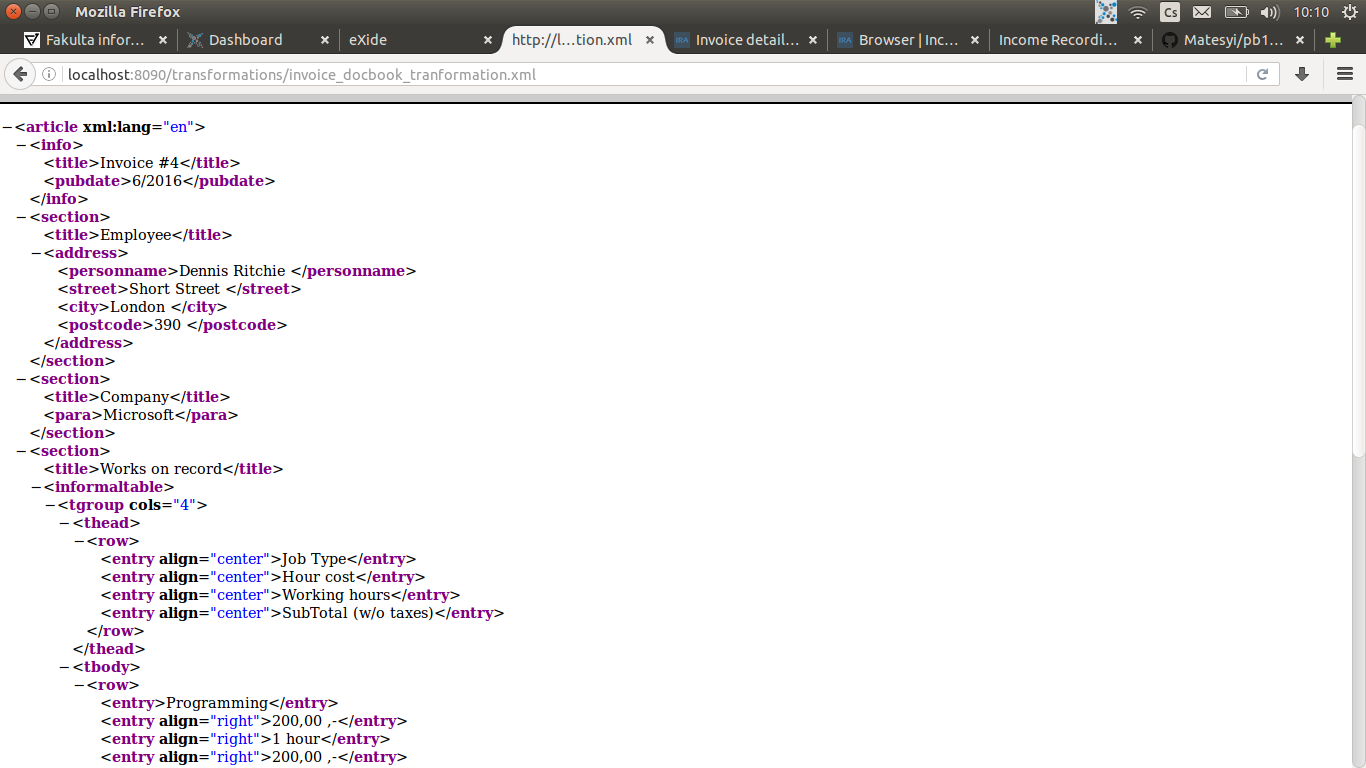 Mozilla Firefox
Cs
10:10
Fakulta infor...
Dashboard
eXide
http://l...tion.xml
Invoice detail...
IRA
Browser | Inc...
Income Recordi...
Matesyi/pb1...
localhost:8090/transformations/invoice_docbook_tranformation.xml
−<article xml:lang="en">
−<info>
<title>Invoice #4</title>
<pubdate>6/2016</pubdate>
</info>
−<section>
<title>Employee</title>
−<address>
<personname>Dennis Ritchie </personname>
<street>Short Street </street>
<city>London </city>
<postcode>390 </postcode>
</address>
</section>
−<section>
<title>Company</title>
<para>Microsoft</para>
</section>
−<section>
<title>Works on record</title>
−<informaltable>
−<tgroup cols="4">
−<thead>
−<row>
<entry align="center">Job Type</entry>
<entry align="center">Hour cost</entry>
<entry align="center">Working hours</entry>
<entry align="center">SubTotal (w/o taxes)</entry>
</row>
</thead>
−<tbody>
−<row>
<entry>Programming</entry>
<entry align="right">200,00 ,-</entry>
<entry align="right">1 hour</entry>
<entry align="right">200,00 ,-</entry>